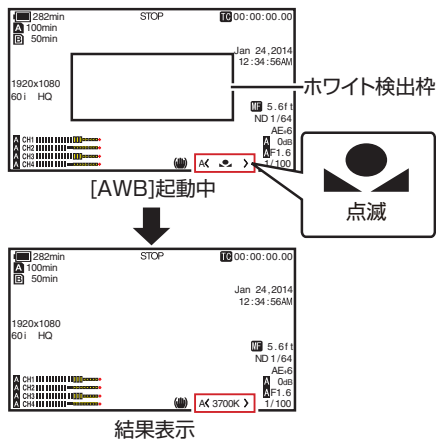 282min STOP TC 00:00:00.00
A 100min
B 50min
Jan 24,2014
12:34:56AM
1920x1080
60i HQ
MF 5.6ft
ND 1/64
AE+6
A 0dB
A F1.6
1/100
A CH1
A CH2
A CH3
A CH4
A
ホワイト検出枠
点滅
[AWB]起動中
282min STOP TC 00:00:00.00
A 100min
B 50min
Jan 24,2014
12:34:56AM
1920x1080
60i HQ
MF 5.6ft
ND 1/64
AE+6
A 0dB
A F1.6
1/100
A CH1
A CH2
A CH3
A CH4
A 3700K
結果表示